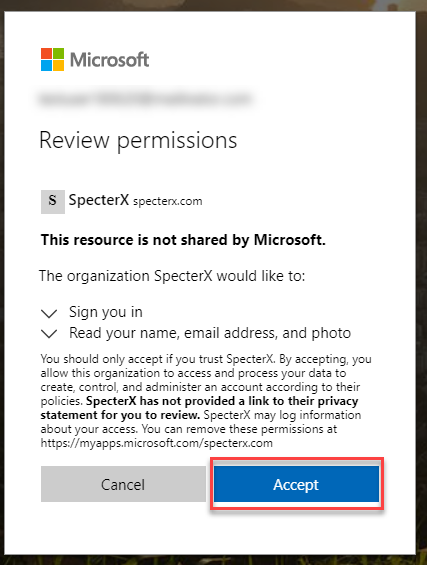 Microsoft
Review permissions
S SpecterX specterx.com
This resource is not shared by Microsoft.
The organization SpecterX would like to:
Sign you in
Read your name, email address, and photo
You should only accept if you trust SpecterX. By accepting, you
allow this organization to access and process your data to
create, control, and administer an account according to their
policies. SpecterX has not provided a link to their privacy
statement for you to review. SpecterX may log information
about your access. You can remove these permissions at
https://myapps.microsoft.com/specterx.com
Cancel Accept